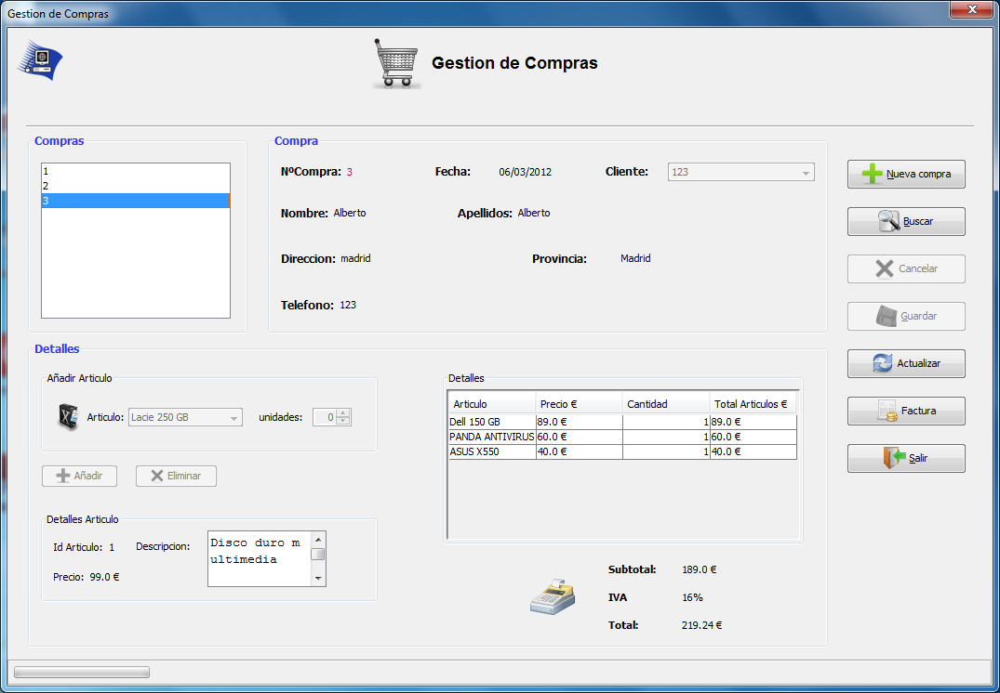 Gestion de Compras
Gestion de Compras
Compras
1
2
3
Compra
NºCompra: 3 Fecha: 06/03/2012 Cliente: 123
Nombre: Alberto Apellidos: Alberto
Direccion: madrid Provincia: Madrid
Telefono: 123
Nueva compra
Buscar
Cancelar
Guardar
Actualizar
Factura
Salir
Detalles
Añadir Articulo
Articulo: Lacie 250 GB unidades: 0
Añadir Eliminar
Detalles Articulo
Id Articulo: 1 Descripcion: Disco duro m
ultimedia
Precio: 99.0 €
Detalles
Articulo Precio € Cantidad Total Articulos €
Dell 150 GB 89.0 € 1 89.0 €
PANDA ANTIVIRUS 60.0 € 1 60.0 €
ASUS X550 40.0 € 1 40.0 €
Subtotal: 189.0 €
IVA 16%
Total: 219.24 €